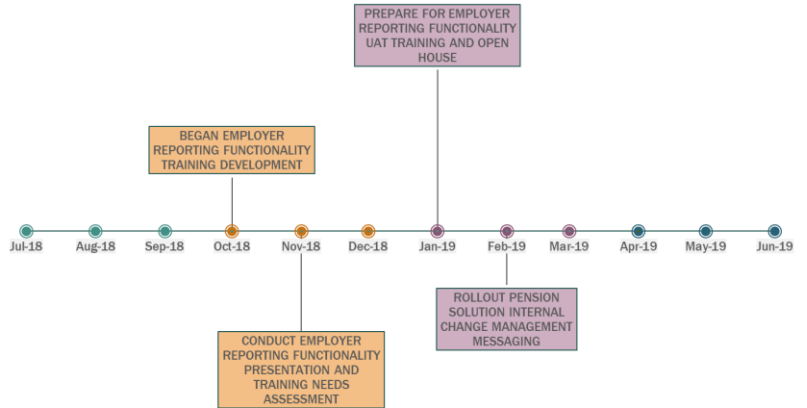 PREPARE FOR EMPLOYER
REPORTING FUNCTIONALITY
UAT TRAINING AND OPEN
HOUSE
BEGAN EMPLOYER
REPORTING FUNCTIONALITY
TRAINING DEVELOPMENT
Jul-18 Aug-18 Sep-18 Oct-18 Nov-18 Dec-18 Jan-19 Feb-19 Mar-19 Apr-19 May-19 Jun-19
ROLLOUT PENSION
SOLUTION INTERNAL
CHANGE MANAGEMENT
MESSAGING
CONDUCT EMPLOYER
REPORTING FUNCTIONALITY
PRESENTATION AND
TRAINING NEEDS
ASSESSMENT